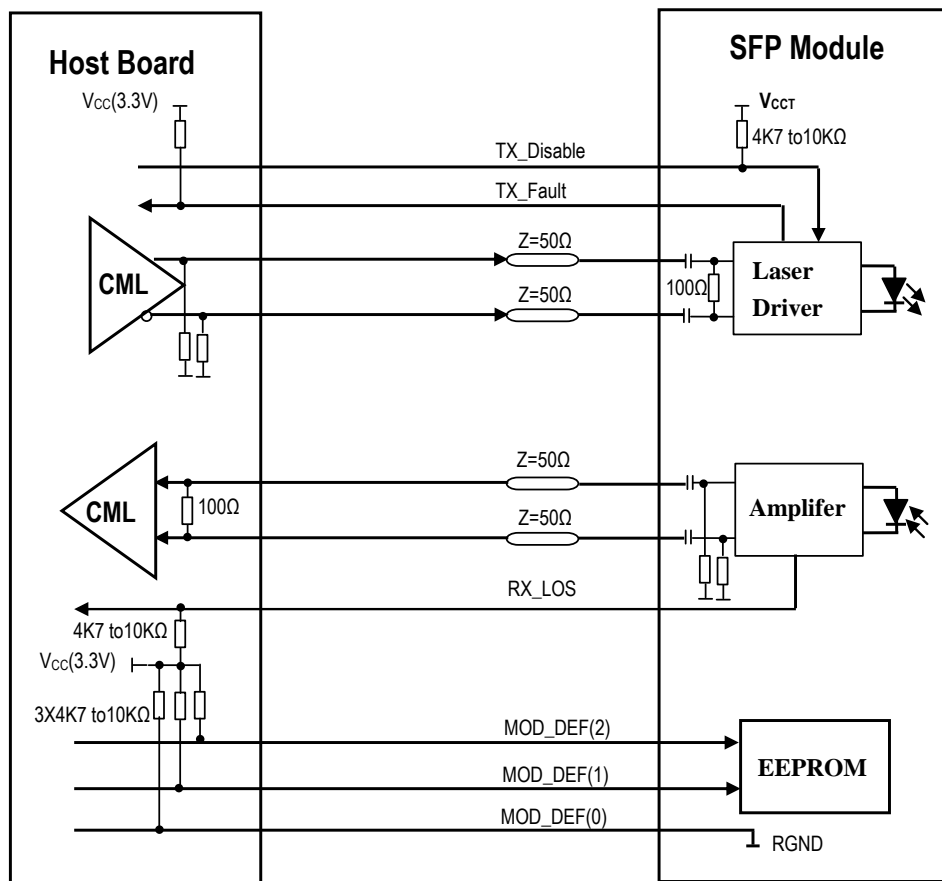 Host Board
SFP Module
VCC(3.3V)
VCCT
4K7 to10KΩ
TX_Disable
TX_Fault
CML
Z=50Ω
Z=50Ω
100Ω
Laser
Driver
CML
100Ω
Z=50Ω
Z=50Ω
Amplifer
RX_LOS
4K7 to10KΩ
VCC(3.3V)
3X4K7 to10KΩ
MOD_DEF(2)
MOD_DEF(1)
MOD_DEF(0)
EEPROM
RGND